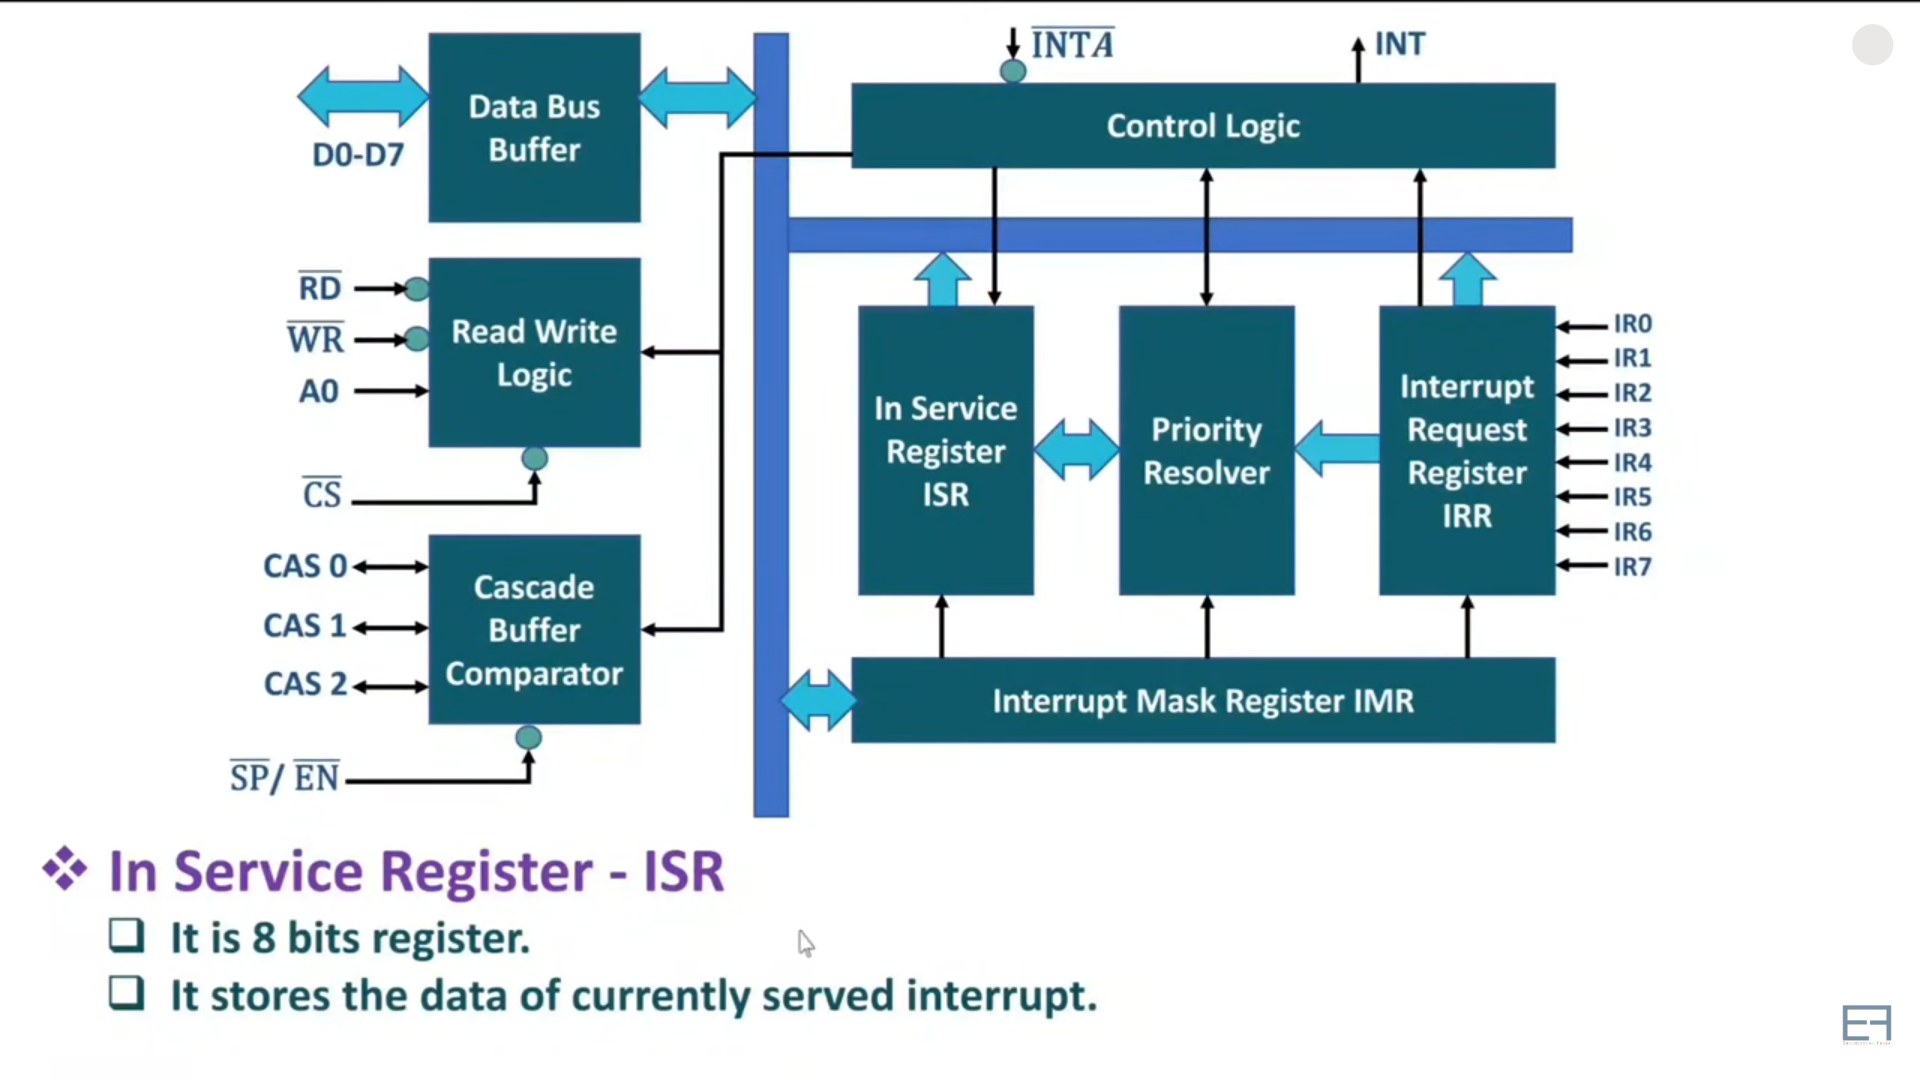 INTA
INT
Data Bus
Buffer
D0-D7
Control Logic
RD
WR
A0
CS
Read Write
Logic
IR0
IR1
IR2
IR3
IR4
IR5
IR6
IR7
In Service
Register
ISR
Priority
Resolver
Interrupt
Request
Register
IRR
CAS 0
CAS 1
CAS 2
Cascade
Buffer
Comparator
SP/ EN
Interrupt Mask Register IMR
❖ In Service Register - ISR
❑ It is 8 bits register.
❑ It stores the data of currently served interrupt.